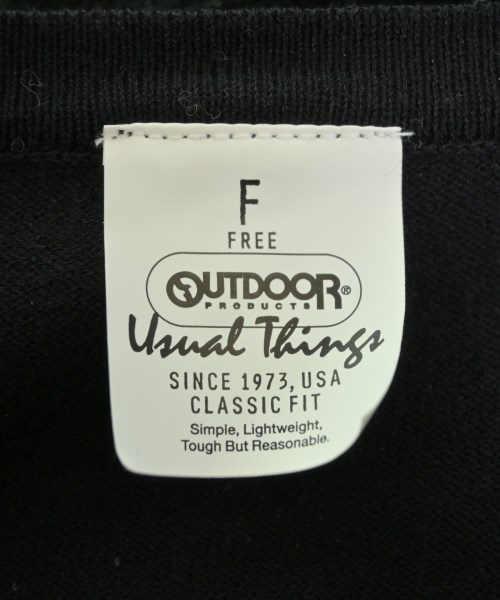 F
FREE
OUTDOOR®
PRODUCTS
Usual Things
SINCE 1973, USA
CLASSIC FIT
Simple, Lightweight,
Tough But Reasonable.